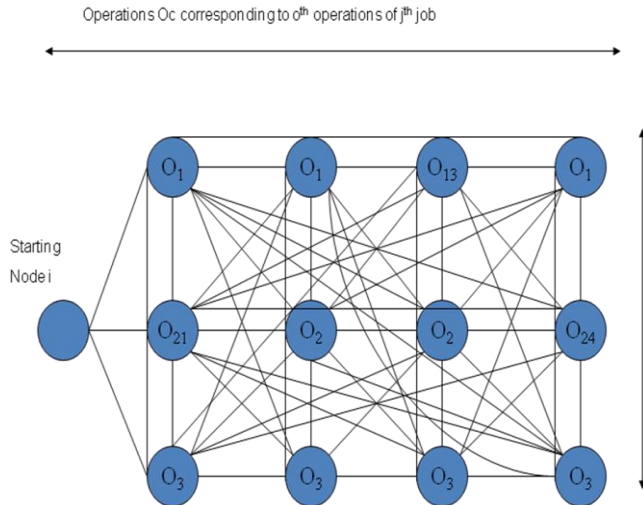 Operations Oc corresponding to oth operations of jth job
O1 O1 O13 O1
Starting
Node i
O21 O2 O2 O24
O3 O3 O3 O3